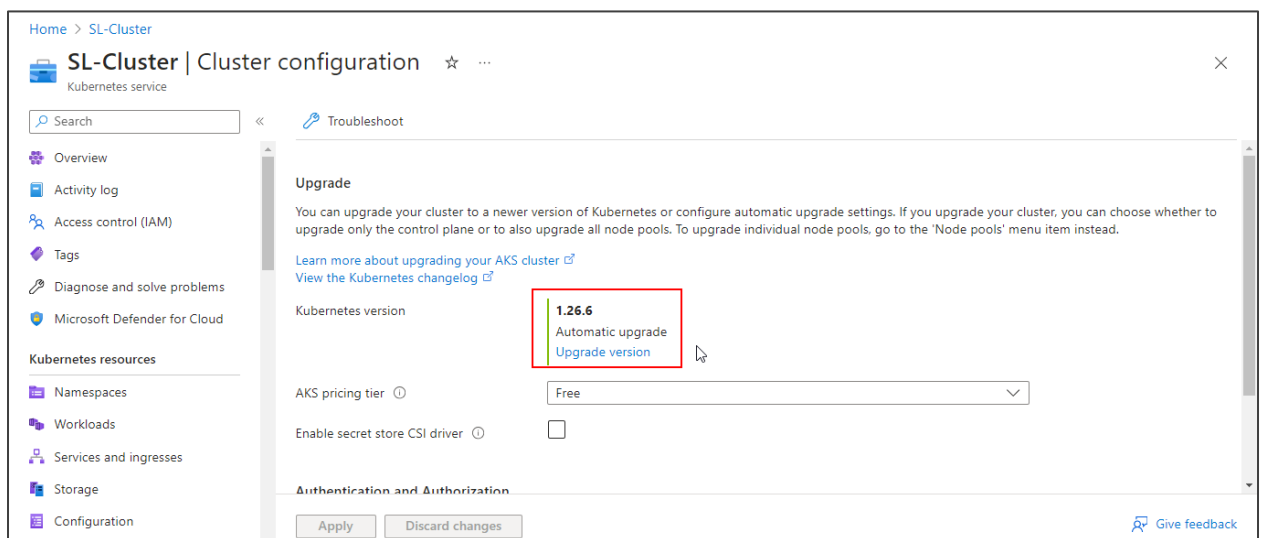 Home > SL-Cluster
SL-Cluster | Cluster configuration
Kubernetes service
Search
Troubleshoot
Overview
Activity log
Access control (IAM)
Tags
Diagnose and solve problems
Microsoft Defender for Cloud
Kubernetes resources
Namespaces
Workloads
Services and ingresses
Storage
Configuration
Upgrade
You can upgrade your cluster to a newer version of Kubernetes or configure automatic upgrade settings. If you upgrade your cluster, you can choose whether to
upgrade only the control plane or to also upgrade all node pools. To upgrade individual node pools, go to the 'Node pools' menu item instead.
Learn more about upgrading your AKS cluster
View the Kubernetes changelog
Kubernetes version
1.26.6
Automatic upgrade
Upgrade version
AKS pricing tier
Free
Enable secret store CSI driver
Authentication and Authorization
Apply
Discard changes
Give feedback